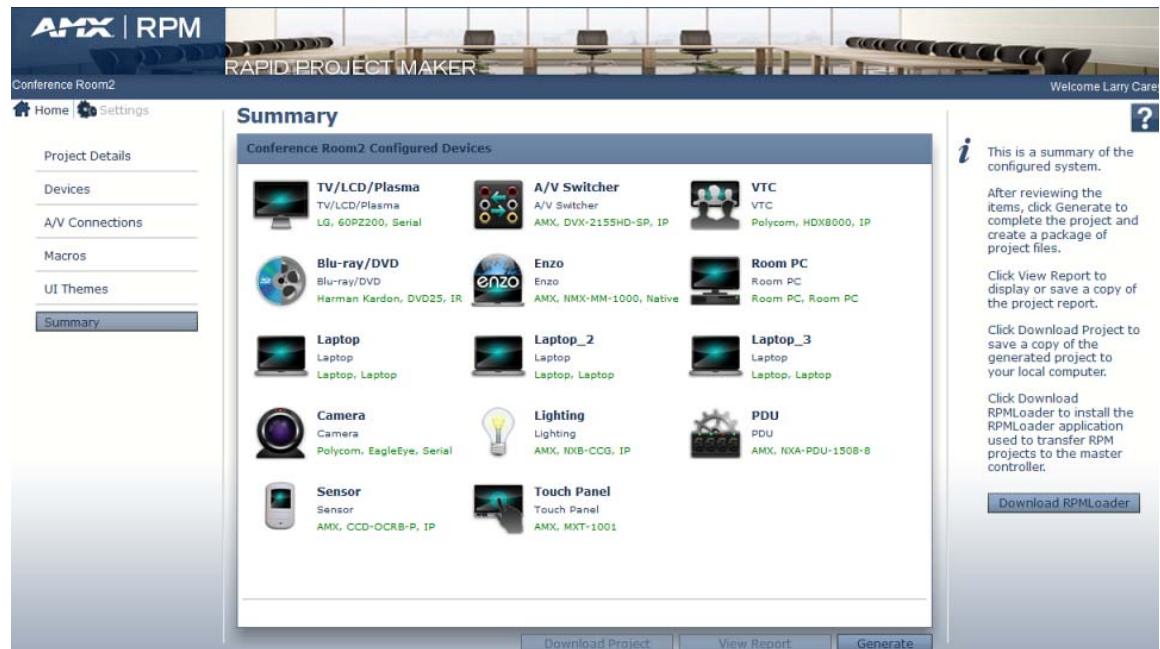 AMX | RPM
RAPID PROJECT MAKER
Conference Room2
Welcome Larry Carey
Home
Settings
Project Details
Devices
A/V Connections
Macros
UI Themes
Summary
Summary
Conference Room2 Configured Devices
TV/LCD/Plasma
TV/LCD/Plasma
LG, 60PZ200, Serial
A/V Switcher
A/V Switcher
AMX, DVX-2155HD-SP, IP
VTC
VTC
Polycom, HDX8000, IP
Blu-ray/DVD
Blu-ray/DVD
Harman Kardon, DVD25, IR
enzo
Enzo
Enzo
AMX, NMX-MM-1000, Native
Room PC
Room PC
Room PC, Room PC
Laptop
Laptop
Laptop, Laptop
Laptop_2
Laptop
Laptop, Laptop
Laptop_3
Laptop
Laptop, Laptop
Camera
Camera
Polycom, EagleEye, Serial
Lighting
Lighting
AMX, NXB-CCG, IP
PDU
PDU
AMX, NXA-PDU-1508-8
Sensor
Sensor
AMX, CCD-OCRB-P, IP
Touch Panel
Touch Panel
AMX, MXT-1001
Download Project
View Report
Generate
?
i
This is a summary of the
configured system.
After reviewing the
items, click Generate to
complete the project and
create a package of
project files.
Click View Report to
display or save a copy of
the project report.
Click Download Project to
save a copy of the
generated project to
your local computer.
Click Download
RPMLoader to install the
RPMLoader application
used to transfer RPM
projects to the master
controller.
Download RPMLoader